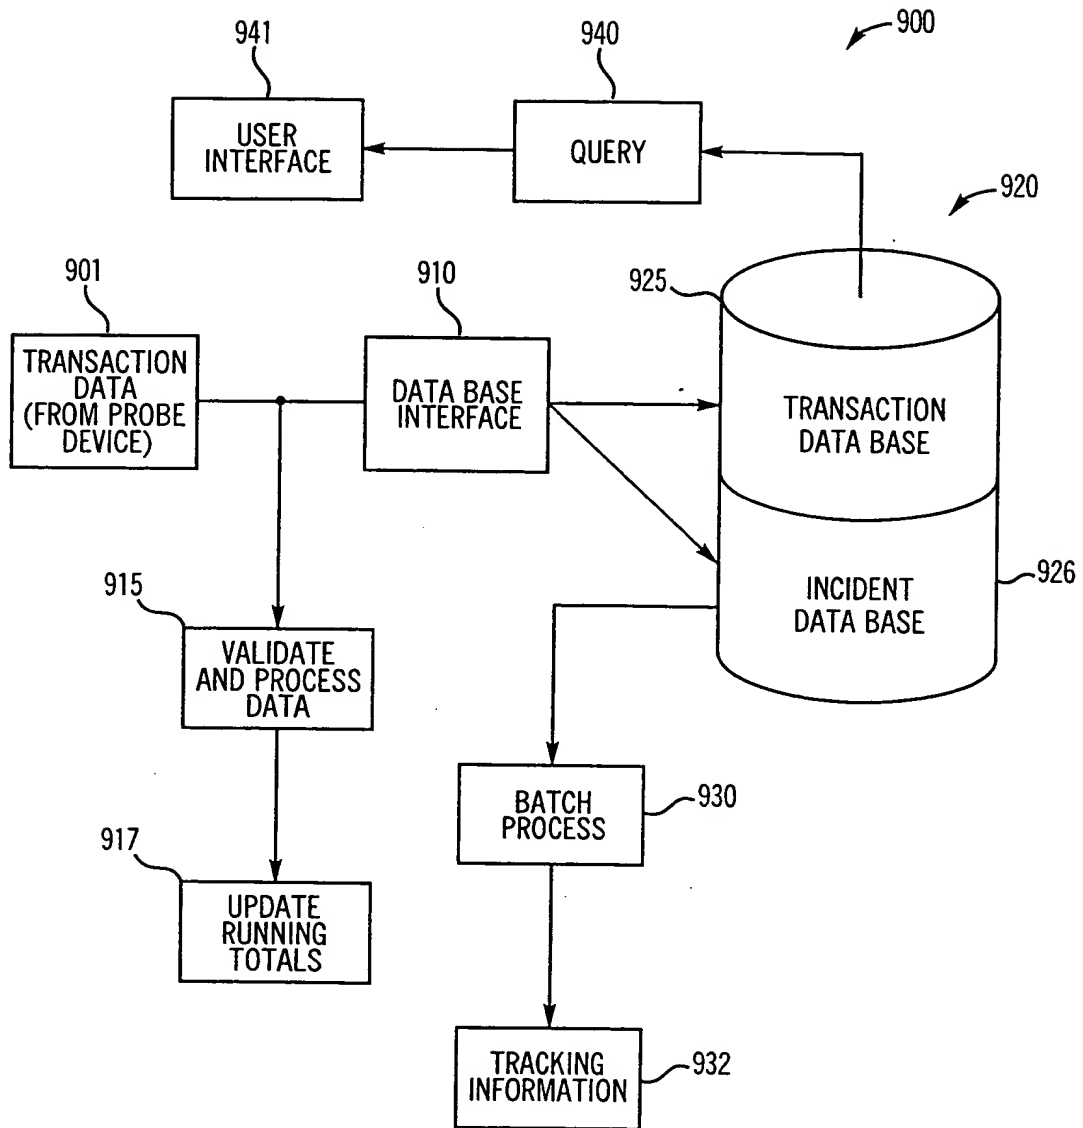 941
940
900
USER
INTERFACE
QUERY
920
901
910
925
TRANSACTION
DATA
(FROM PROBE
DEVICE)
DATA BASE
INTERFACE
TRANSACTION
DATA BASE
915
926
INCIDENT
DATA BASE
VALIDATE
AND PROCESS
DATA
930
BATCH
PROCESS
917
UPDATE
RUNNING
TOTALS
TRACKING
INFORMATION
932